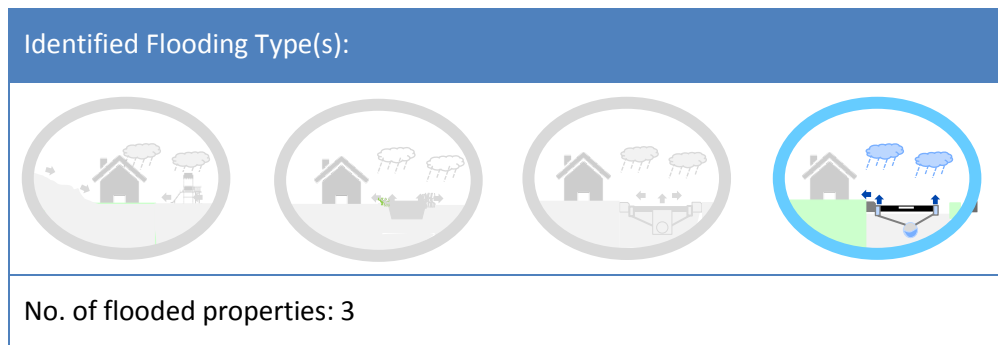 Identified Flooding Type(s):
No. of flooded properties: 3